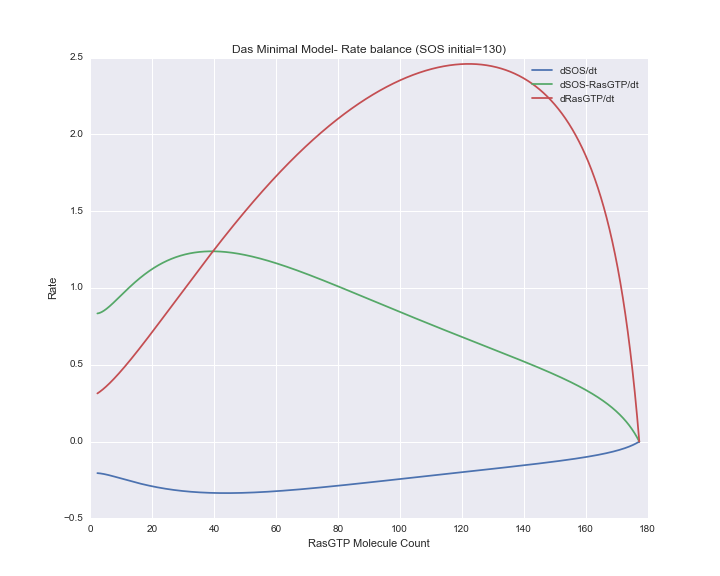 Das Minimal Model- Rate balance (SOS initial=130)
dSOS/dt
dSOS-RasGTP/dt
dRasGTP/dt
2.5
2.0
1.5
1.0
0.5
0.0
−0.5
Rate
0 20 40 60 80 100 120 140 160 180
RasGTP Molecule Count